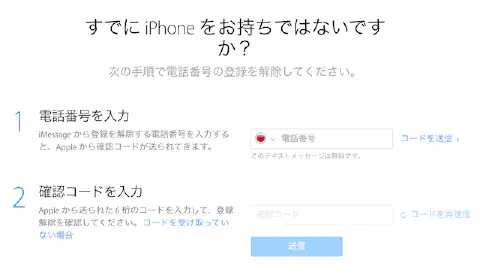 すでに iPhone をお持ちではないです
か？
次の手順で電話番号の登録を解除してください。
1 電話番号を入力
iMessage から登録を解除する電話番号を入力する
と、Apple から確認コードが送られてきます。
電話番号
コードを送信 ›
このテキストメッセージは無料です。
2 確認コードを入力
Apple から送られた 6 桁のコードを入力して、登録
解除を確認してください。コードを受け取ってい
ない場合
確認コード
コードを再送信
送信